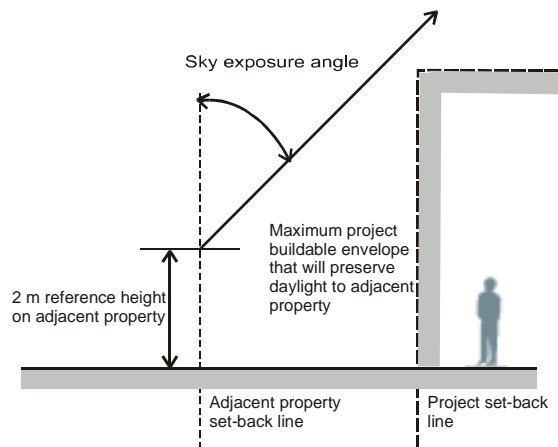 Sky exposure angle
Maximum project
buildable envelope
that will preserve
daylight to adjacent
property
2 m reference height
on adjacent property
Adjacent property
set-back line
Project set-back
line